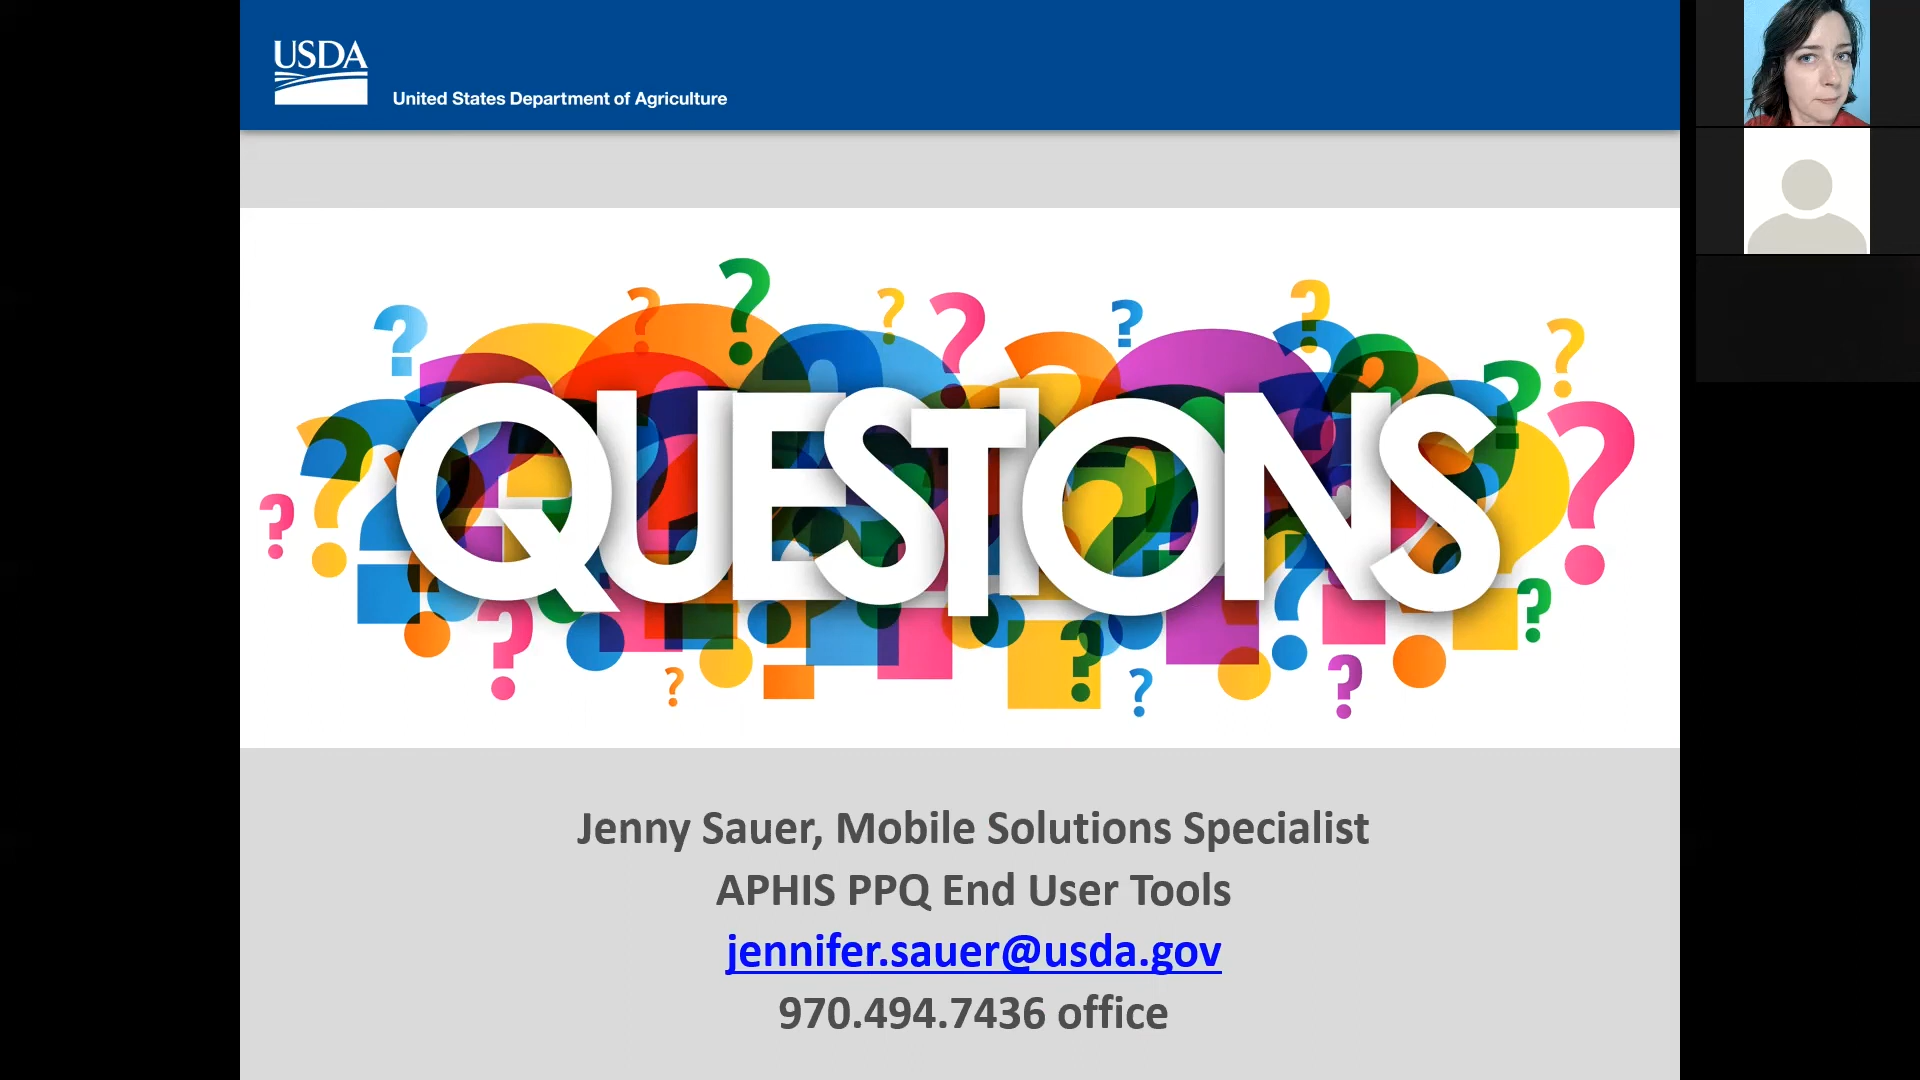 USDA
United States Department of Agriculture
QUESTIONS
Jenny Sauer, Mobile Solutions Specialist
APHIS PPQ End User Tools
jennifer.sauer@usda.gov
970.494.7436 office